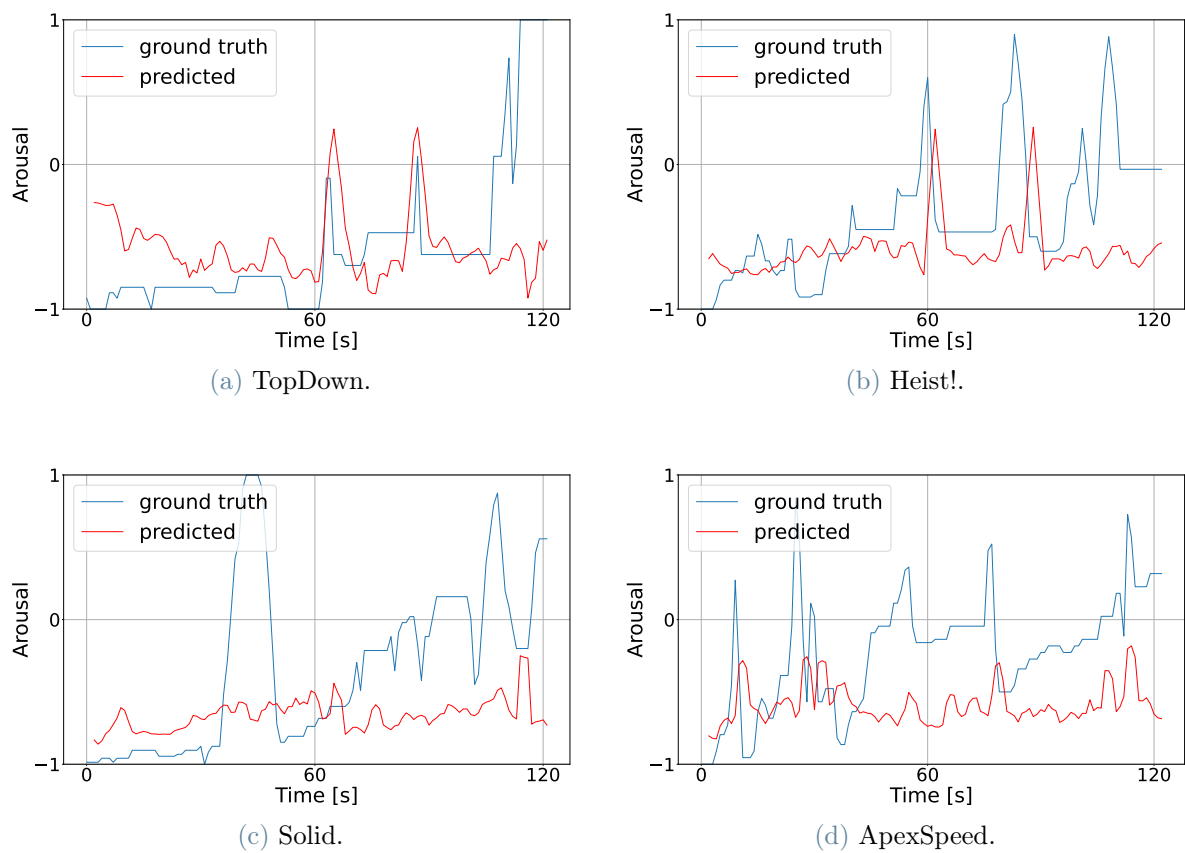 1
ground truth
predicted
Arousal
0
−1
0
60
120
Time [s]
(a) TopDown.
1
ground truth
predicted
Arousal
0
−1
0
60
120
Time [s]
(b) Heist!.
1
ground truth
predicted
Arousal
0
−1
0
60
120
Time [s]
(c) Solid.
1
ground truth
predicted
Arousal
0
−1
0
60
120
Time [s]
(d) ApexSpeed.